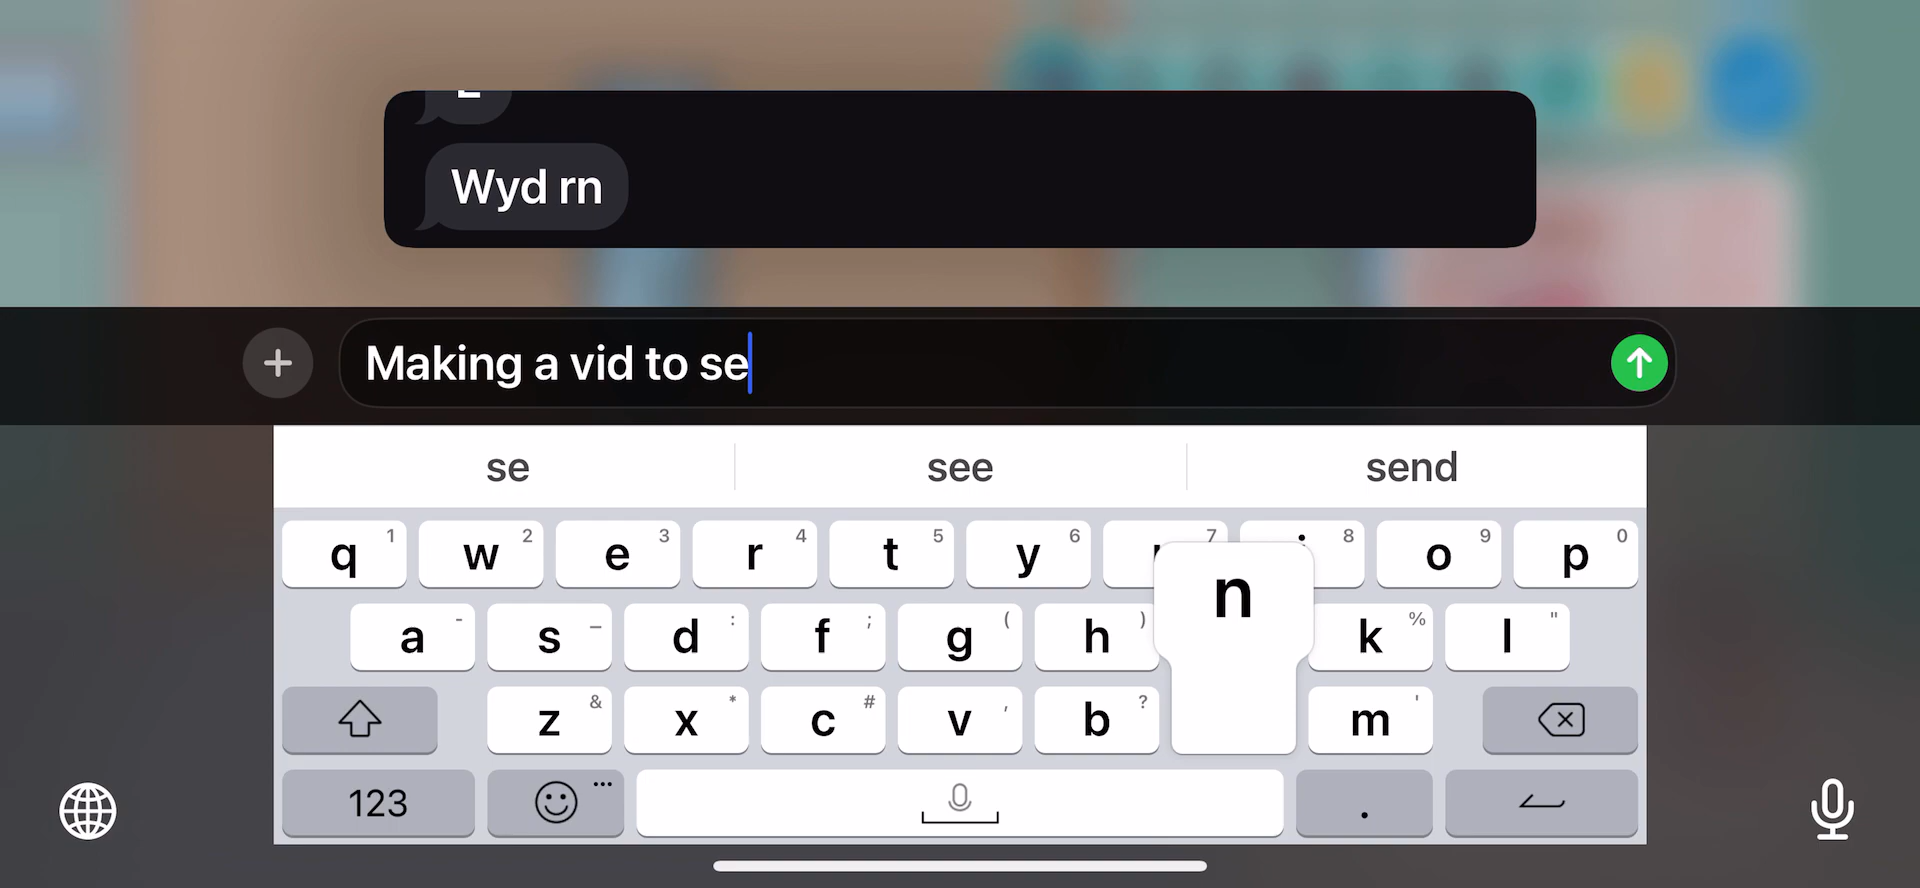 Wyd rn
Making a vid to se
se see send
q 1 w 2 e 3 r 4 t 5 y 6 7 8 o 9 p 0
a - s _ d : f ; g ( h ) n k % l "
z & x * c # v , b ? m '
123 .